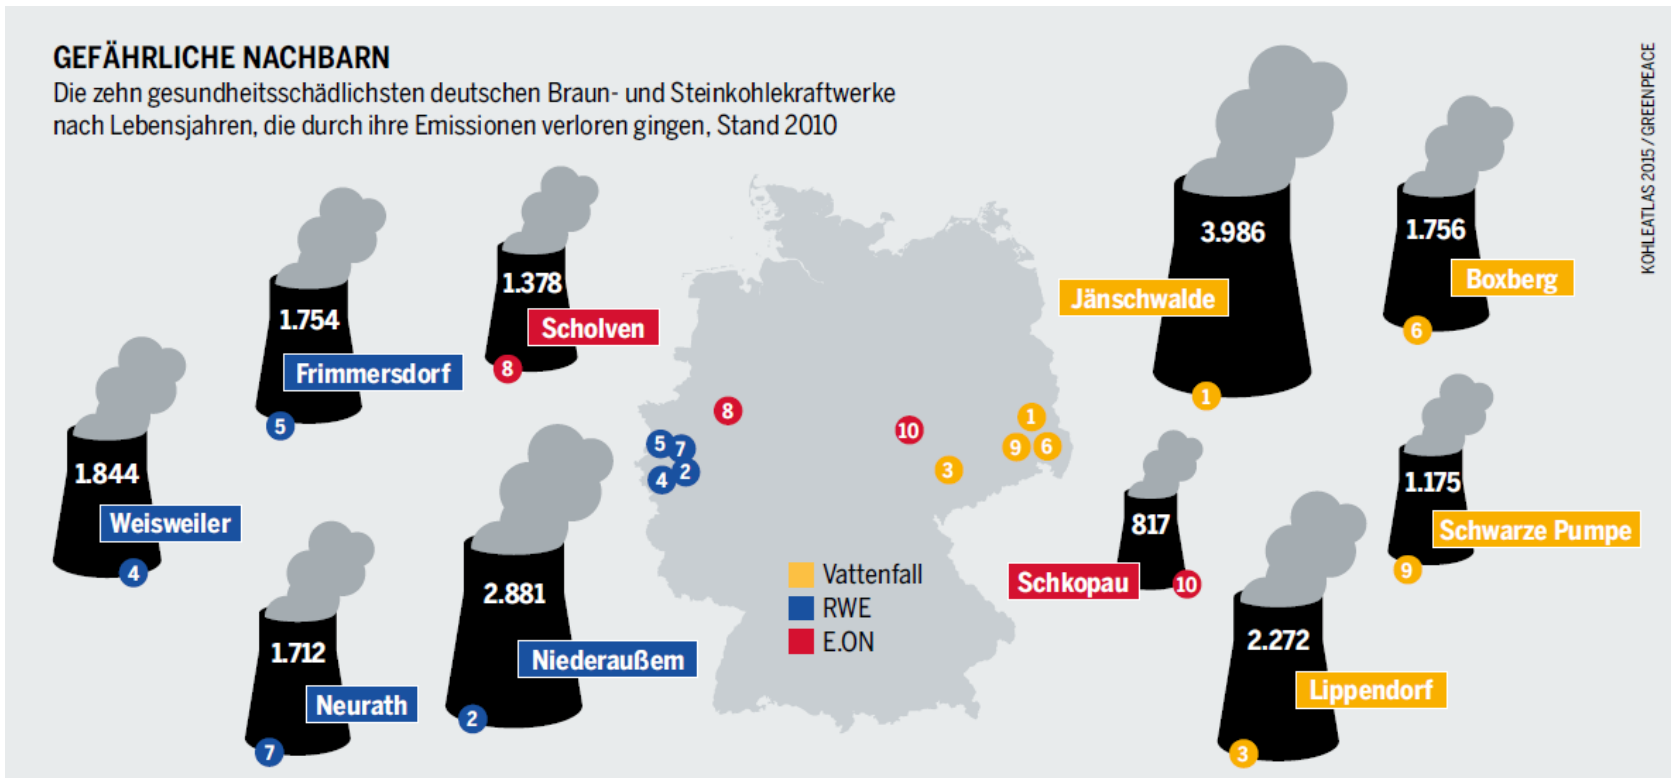 GEFÄHRLICHE NACHBARN
Die zehn gesundheitsschädlichsten deutschen Braun- und Steinkohlekraftwerke
nach Lebensjahren, die durch ihre Emissionen verloren gingen, Stand 2010
KOHLEATLAS 2015 / GREENPEACE
1.844
Weisweiler
4
1.754
Frimmersdorf
5
1.378
Scholven
8
1.712
Neurath
7
2.881
Niederaußem
2
8
5
7
4
2
10
3
1
9
6
Vattenfall
RWE
E.ON
3.986
Jänschwalde
1
1.756
Boxberg
6
817
Schkopau
10
1.175
Schwarze Pumpe
9
2.272
Lippendorf
3